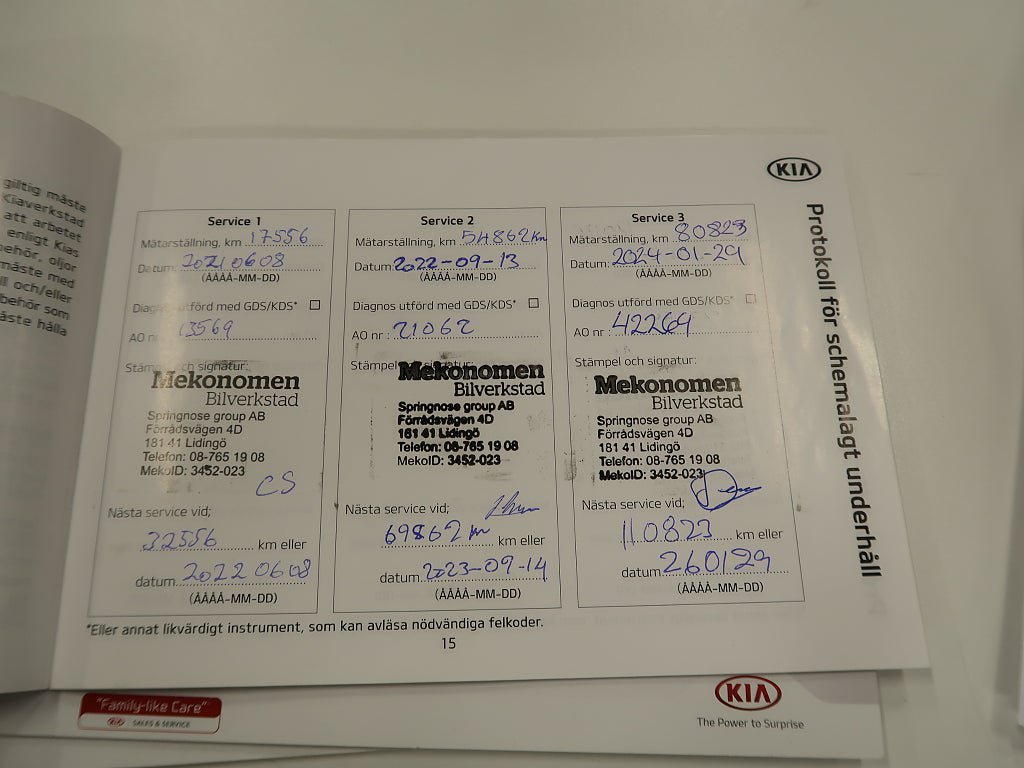 giltig måste
Kiaverkstad
att arbetet
enligt Kias
behör, oljor
måste med
ll och/eller
behör som
åste hålla
KIA
Protokoll för schemalagt underhåll
Service 1
Mätarställning, km 17556
Datum 20210608
(ÅÅÅÅ-MM-DD)
Diagnos utförd med GDS/KDS*
AO nr : 13569
Stämpel och signatur:
Mekonomen
Bilverkstad
Springnose group AB
Förrådsvägen 4D
181 41 Lidingö
Telefon: 08-765 19 08
MekoID: 3452-023
CS
Nästa service vid;
32556 km eller
datum 20220608
(ÅÅÅÅ-MM-DD)
Service 2
Mätarställning, km 54862 km
Datum 2022-09-13
(ÅÅÅÅ-MM-DD)
Diagnos utförd med GDS/KDS*
AO nr : 21062
Stämpel och signatur:
Mekonomen
Bilverkstad
Springnose group AB
Förrådsvägen 4D
181 41 Lidingö
Telefon: 08-765 19 08
MekoID: 3452-023
Nästa service vid;
69862 km km eller
datum 2023-09-14
(ÅÅÅÅ-MM-DD)
Service 3
Mätarställning, km 80823
Datum 2024-01-29
(ÅÅÅÅ-MM-DD)
Diagnos utförd med GDS/KDS*
AO nr : 42269
Stämpel och signatur:
Mekonomen
Bilverkstad
Springnose group AB
Förrådsvägen 4D
181 41 Lidingö
Telefon: 08-765 19 08
MekoID: 3452-023
Nästa service vid;
110823 km eller
datum 260129
(ÅÅÅÅ-MM-DD)
*Eller annat likvärdigt instrument, som kan avläsa nödvändiga felkoder.
15
"Family-like Care"
KIA SALES & SERVICE
KIA
The Power to Surprise